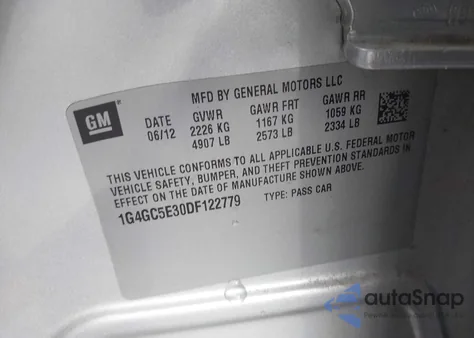 MFD BY GENERAL MOTORS LLC
GM
DATE GVWR GAWR FRT GAWR RR
06/12 2226 KG 1167 KG 1059 KG
4907 LB 2573 LB 2334 LB
THIS VEHICLE CONFORMS TO ALL APPLICABLE U.S. FEDERAL MOTOR
VEHICLE SAFETY, BUMPER, AND THEFT PREVENTION STANDARDS IN
EFFECT ON THE DATE OF MANUFACTURE SHOWN ABOVE.
1G4GC5E30DF122779 TYPE: PASS CAR
autoSnap